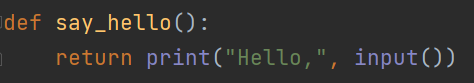 def say_hello():
    return print("Hello,", input())